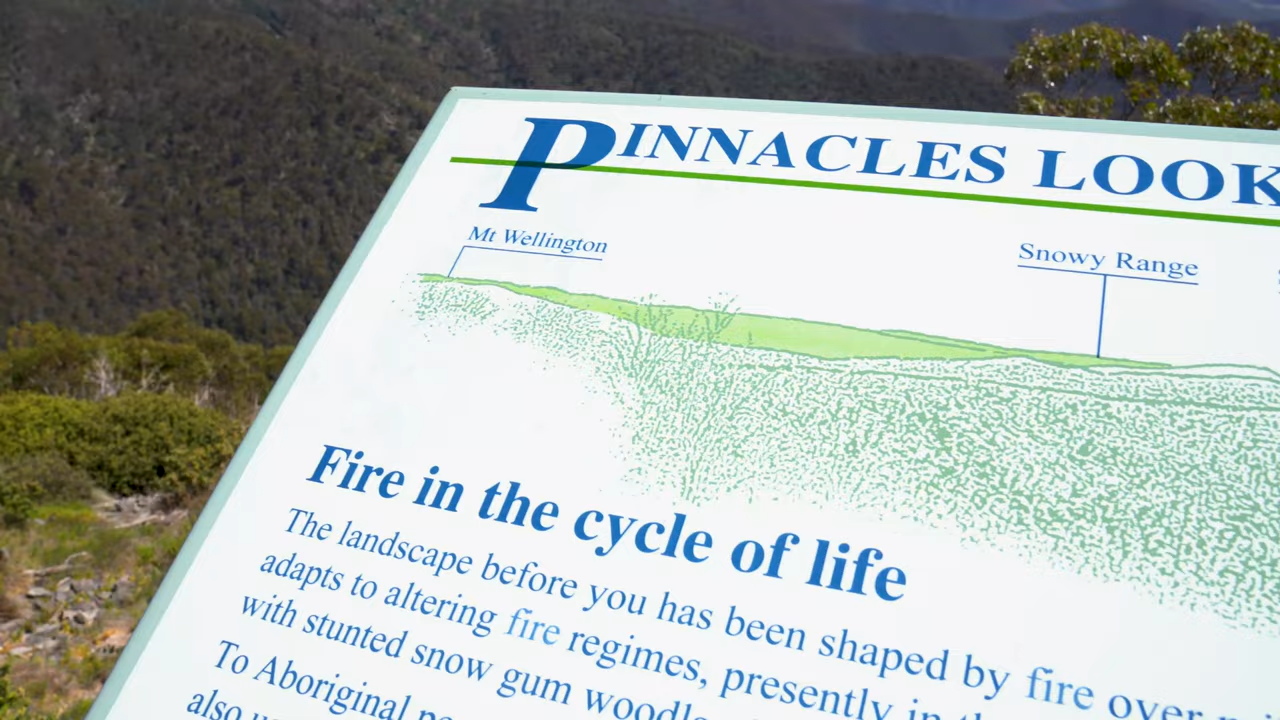 PINNACLES LOOK
Mt Wellington
Snowy Range
Fire in the cycle of life
The landscape before you has been shaped by fire over
adapts to altering fire regimes, presently in
with stunted snow gum
To Aboriginal
also